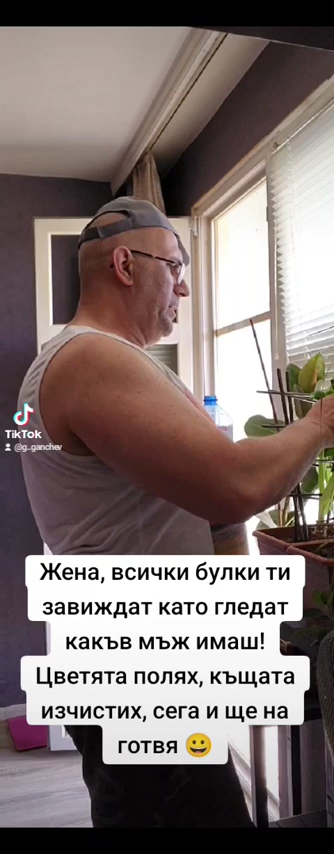 TikTok
@g_ganchev
Жена, всички булки ти
завиждат като гледат
какъв мъж имаш!
Цветята полях, къщата
изчистих, сега и ще на
готвя 😀